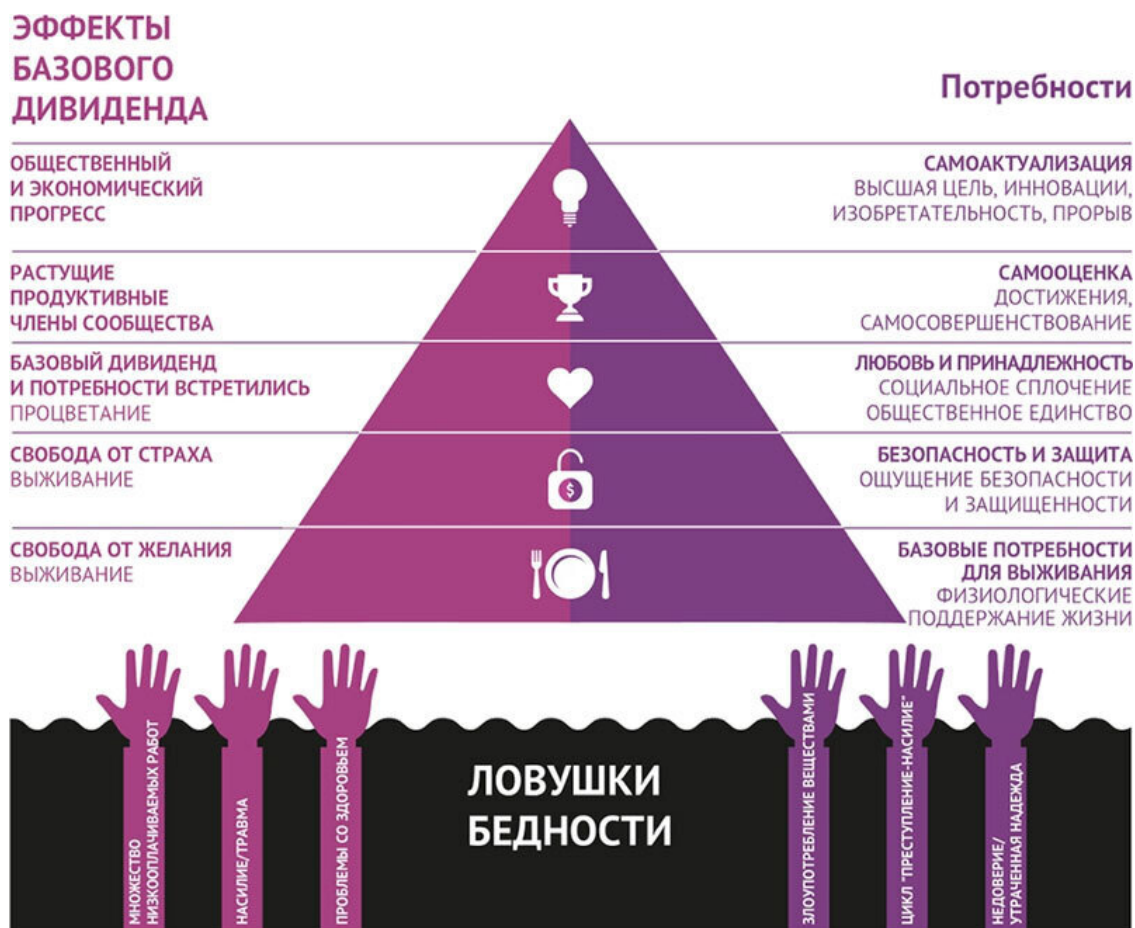 ЭФФЕКТЫ
БАЗОВОГО
ДИВИДЕНДА
Потребности
ОБЩЕСТВЕННЫЙ
И ЭКОНОМИЧЕСКИЙ
ПРОГРЕСС
САМОАКТУАЛИЗАЦИЯ
ВЫСШАЯ ЦЕЛЬ, ИННОВАЦИИ,
ИЗОБРЕТАТЕЛЬНОСТЬ, ПРОРЫВ
РАСТУЩИЕ
ПРОДУКТИВНЫЕ
ЧЛЕНЫ СООБЩЕСТВА
САМООЦЕНКА
ДОСТИЖЕНИЯ,
САМОСОВЕРШЕНСТВОВАНИЕ
БАЗОВЫЙ ДИВИДЕНД
И ПОТРЕБНОСТИ ВСТРЕТИЛИСЬ
ПРОЦВЕТАНИЕ
ЛЮБОВЬ И ПРИНАДЛЕЖНОСТЬ
СОЦИАЛЬНОЕ СПЛОЧЕНИЕ
ОБЩЕСТВЕННОЕ ЕДИНСТВО
СВОБОДА ОТ СТРАХА
ВЫЖИВАНИЕ
БЕЗОПАСНОСТЬ И ЗАЩИТА
ОЩУЩЕНИЕ БЕЗОПАСНОСТИ
И ЗАЩИЩЕННОСТИ
$
СВОБОДА ОТ ЖЕЛАНИЯ
ВЫЖИВАНИЕ
БАЗОВЫЕ ПОТРЕБНОСТИ
ДЛЯ ВЫЖИВАНИЯ
ФИЗИОЛОГИЧЕСКИЕ
ПОДДЕРЖАНИЕ ЖИЗНИ
МНОЖЕСТВО
НИЗКООПЛАЧИВАЕМЫХ РАБОТ
НАСИЛИЕ/ТРАВМА
ПРОБЛЕМЫ СО ЗДОРОВЬЕМ
ЛОВУШКИ
БЕДНОСТИ
ЗЛОУПОТРЕБЛЕНИЕ ВЕЩЕСТВАМИ
ЦИКЛ "ПРЕСТУПЛЕНИЕ-НАСИЛИЕ"
НЕДОВЕРИЕ/
УТРАЧЕННАЯ НАДЕЖДА